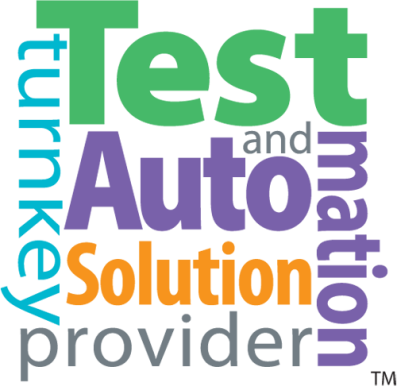 turnkey
Test
and
Auto
mation
Solution
provider
TM